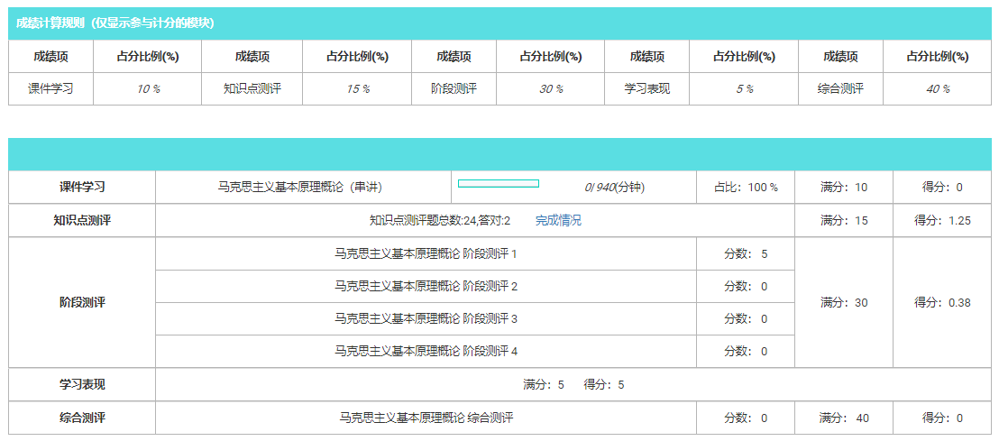 成绩计算规则（仅显示参与计分的模块）
成绩项 占分比例(%) 成绩项 占分比例(%) 成绩项 占分比例(%) 成绩项 占分比例(%) 成绩项 占分比例(%)
课件学习 10 % 知识点测评 15 % 阶段测评 30 % 学习表现 5 % 综合测评 40 %
课件学习 马克思主义基本原理概论（串讲） 0/ 940(分钟) 占比：100 % 满分：10 得分：0
知识点测评 知识点测评题总数:24,答对:2 完成情况 满分：15 得分：1.25
马克思主义基本原理概论 阶段测评 1 分数： 5
马克思主义基本原理概论 阶段测评 2 分数： 0
阶段测评 满分：30 得分：0.38
马克思主义基本原理概论 阶段测评 3 分数： 0
马克思主义基本原理概论 阶段测评 4 分数： 0
学习表现 满分：5 得分：5
综合测评 马克思主义基本原理概论 综合测评 分数： 0 满分： 40 得分：0